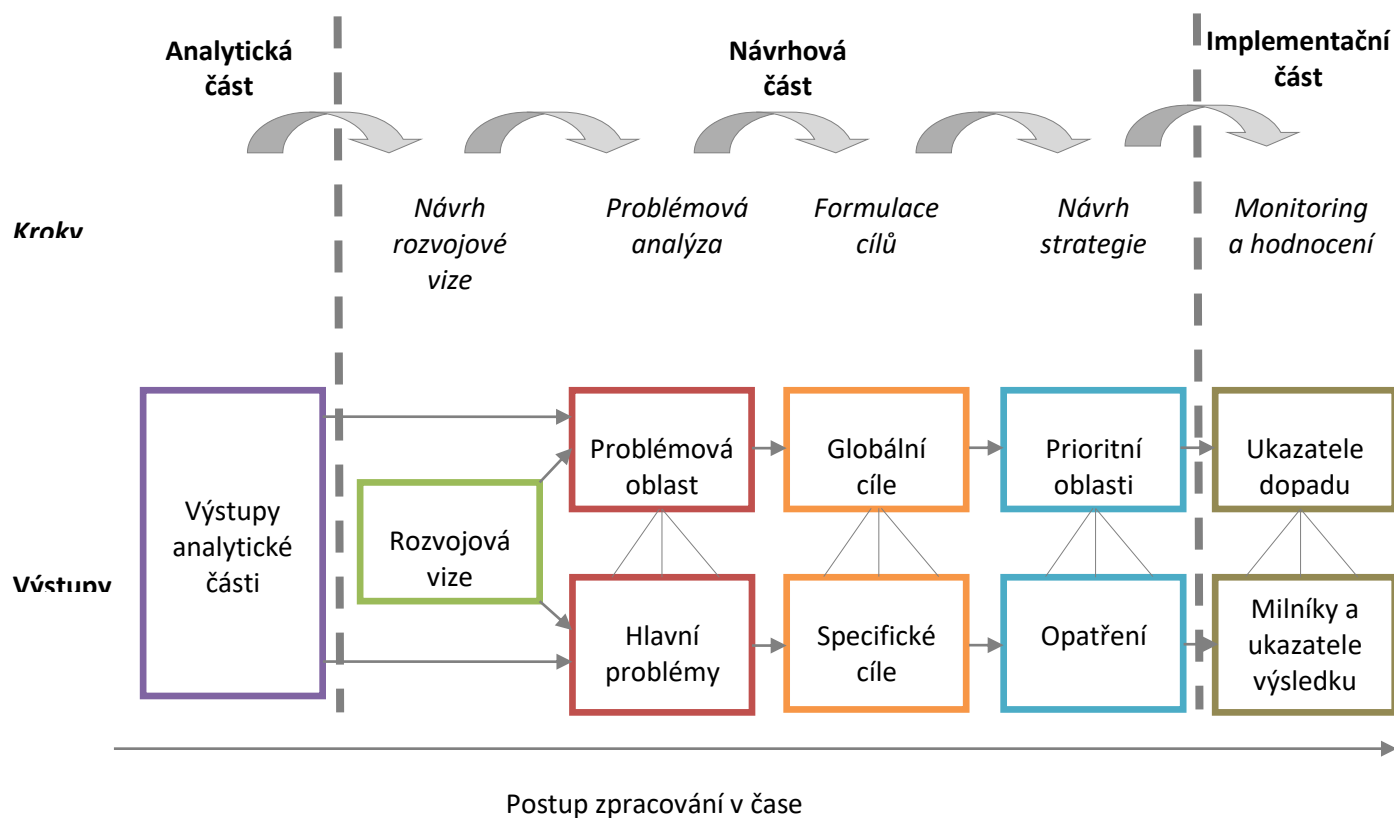 Analytická
část
Návrhová
část
Implementační
část
Kroky
Návrh
rozvojové
vize
Problémová
analýza
Formulace
cílů
Návrh
strategie
Monitoring
a hodnocení
Výstupy
Výstupy
analytické
části
Rozvojová
vize
Problémová
oblast
Globální
cíle
Prioritní
oblasti
Ukazatele
dopadu
Hlavní
problémy
Specifické
cíle
Opatření
Milníky a
ukazatele
výsledku
Postup zpracování v čase